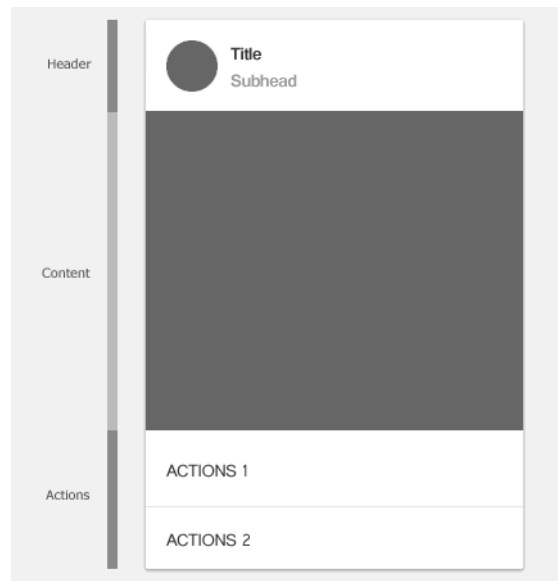 Header
Title
Subhead
Content
ACTIONS 1
Actions
ACTIONS 2